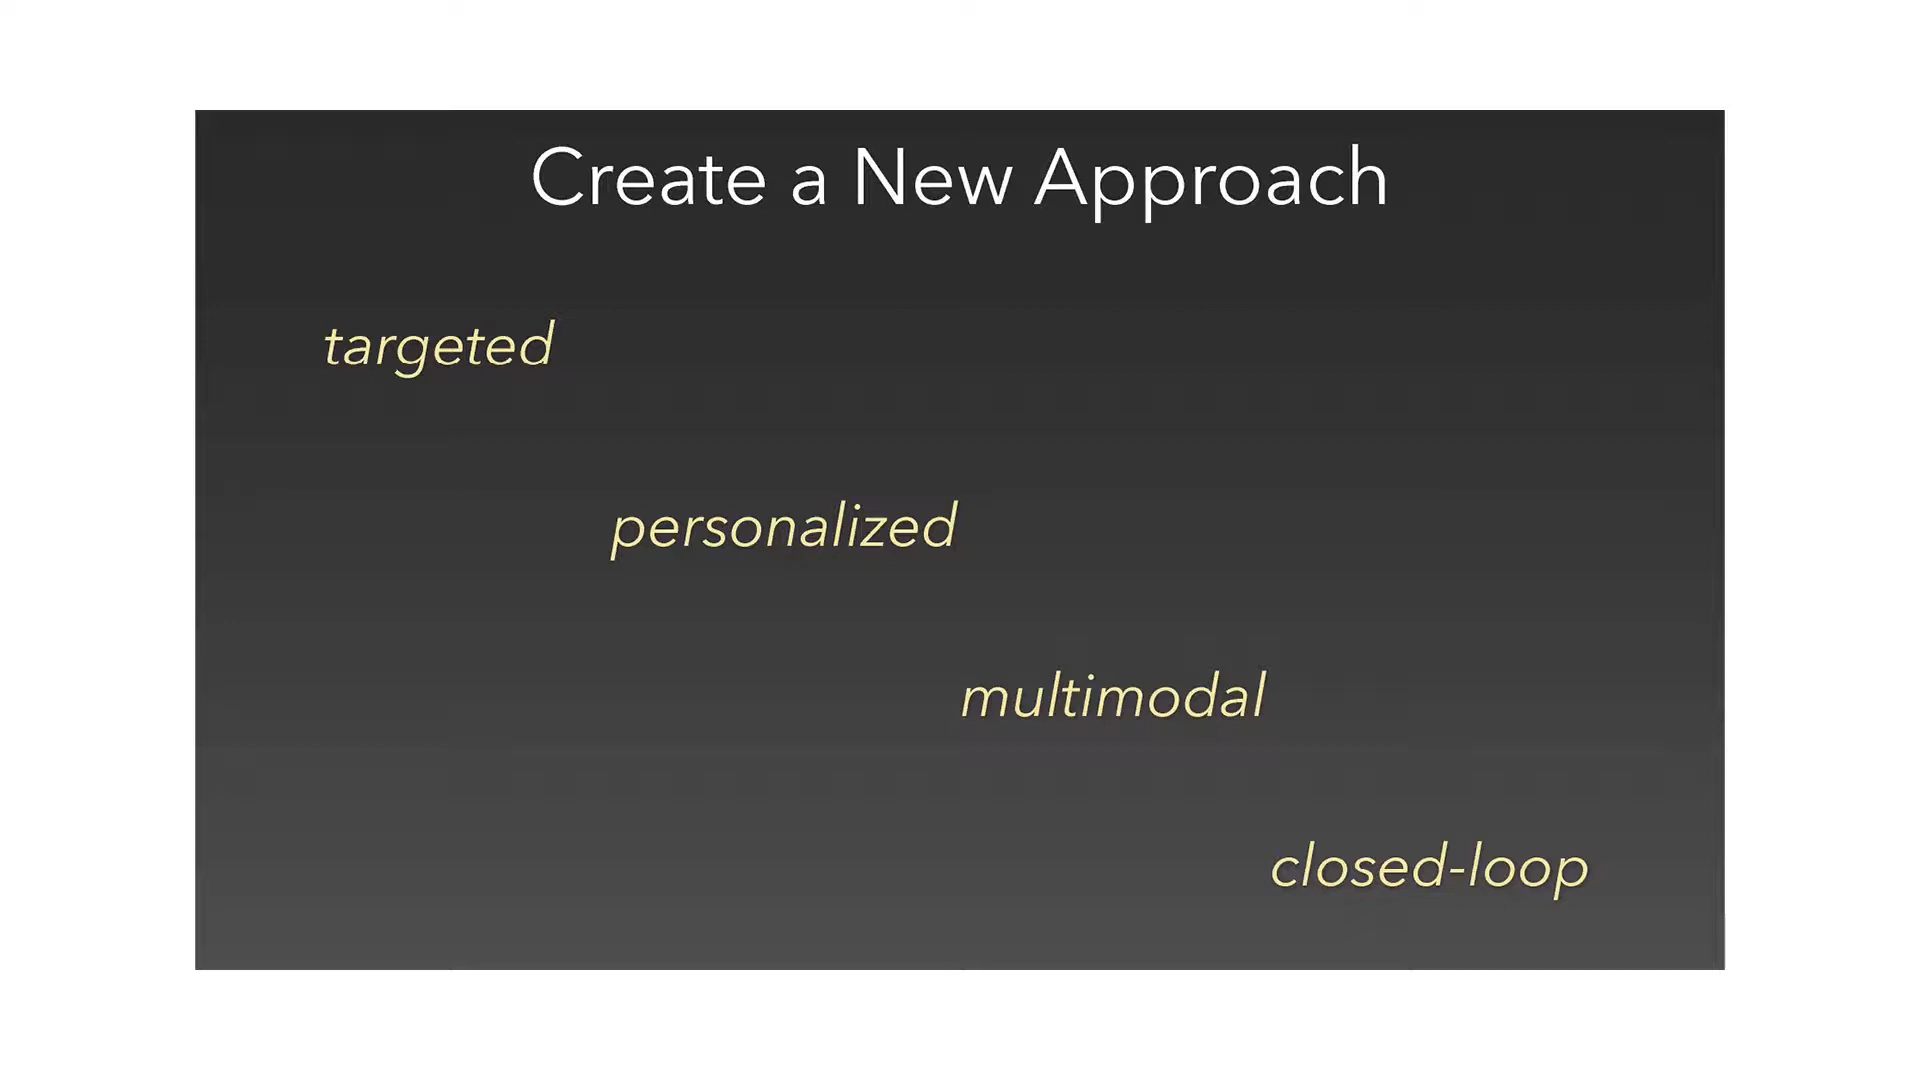 Create a New Approach
targeted
personalized
multimodal
closed-loop